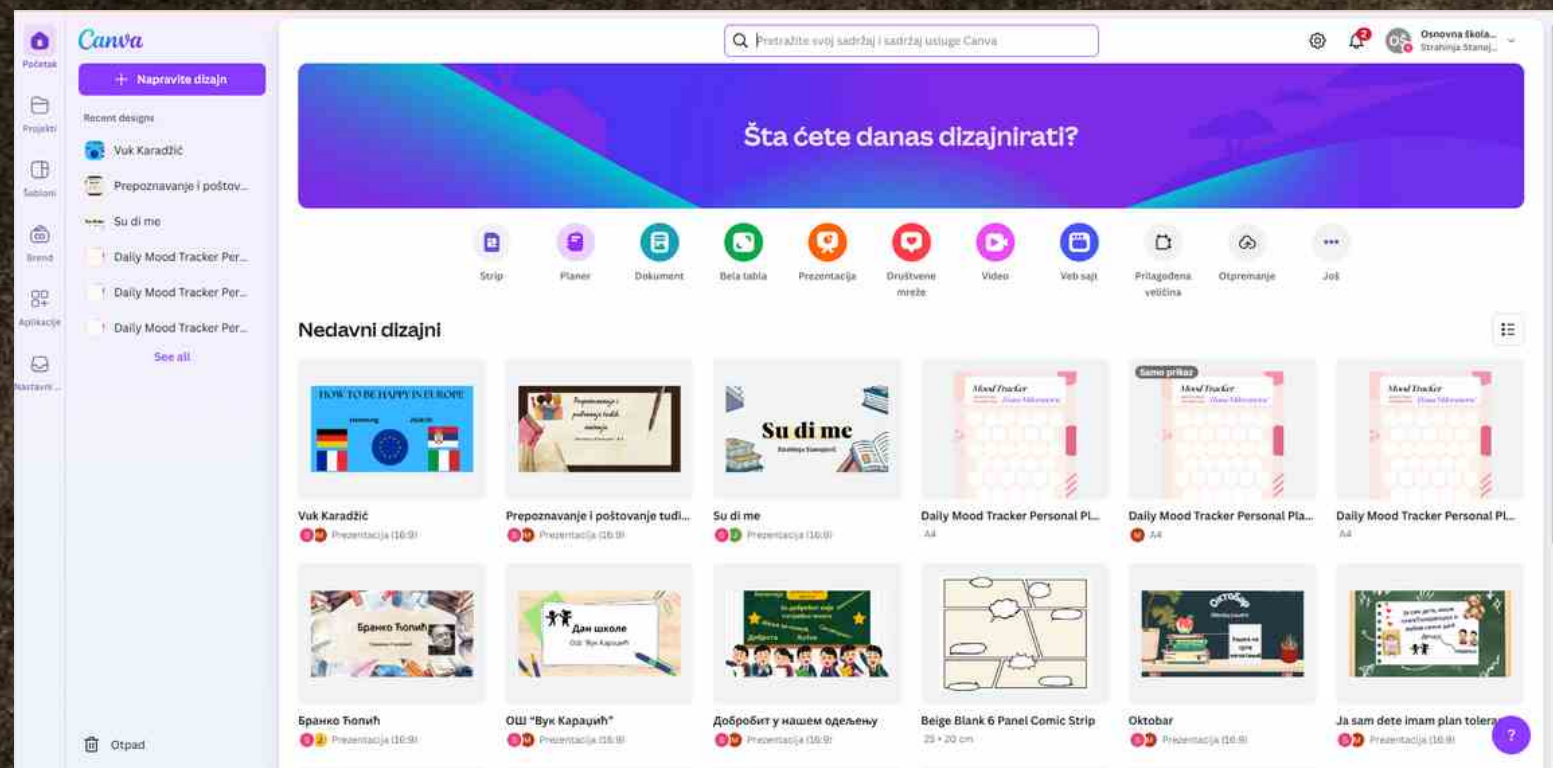 Početak
Projekti
Šabloni
Brend
Aplikacije
Nastavni ...
Canva
+ Napravite dizajn
Recent designs
Vuk Karadžić
Prepoznavanje i poštov...
Su di me
Daily Mood Tracker Per...
Daily Mood Tracker Per...
Daily Mood Tracker Per...
See all
Otpad
Pretražite svoj sadržaj i sadržaj usluge Canva
2
OŠ
Osnovna škola...
Strahinja Stanoj...
Šta ćete danas dizajnirati?
Strip
Planer
Dokument
Bela tabla
Prezentacija
Društvene
mreže
Video
Veb sajt
Prilagođena
veličina
Otpremanje
Još
Nedavni dizajni
HOW TO BE HAPPY IN EUROPE
Prepoznavanje i
Su di me
Mood Tracker
Samo prikaz
Mood Tracker
Mood Tracker
Vuk Karadžić
S M Prezentacija (16:9)
Prepoznavanje i poštovanje tuđi...
S M Prezentacija (16:9)
Su di me
S J Prezentacija (16:9)
Daily Mood Tracker Personal Pl...
A4
Daily Mood Tracker Personal Pla...
M A4
Daily Mood Tracker Personal Pl...
A4
Бранко Ћопић
Дан школе
ОШ "Вук Караџић"
Доброта
Октобар
Бранко Ћопић
S J Prezentacija (16:9)
ОШ "Вук Караџић"
S M Prezentacija (16:9)
Добробит у нашем одељењу
S M Prezentacija (16:9)
Beige Blank 6 Panel Comic Strip
25 × 20 cm
Oktobar
S M Prezentacija (16:9)
Ja sam dete imam plan tolera
S M Prezentacija (16:9)
?